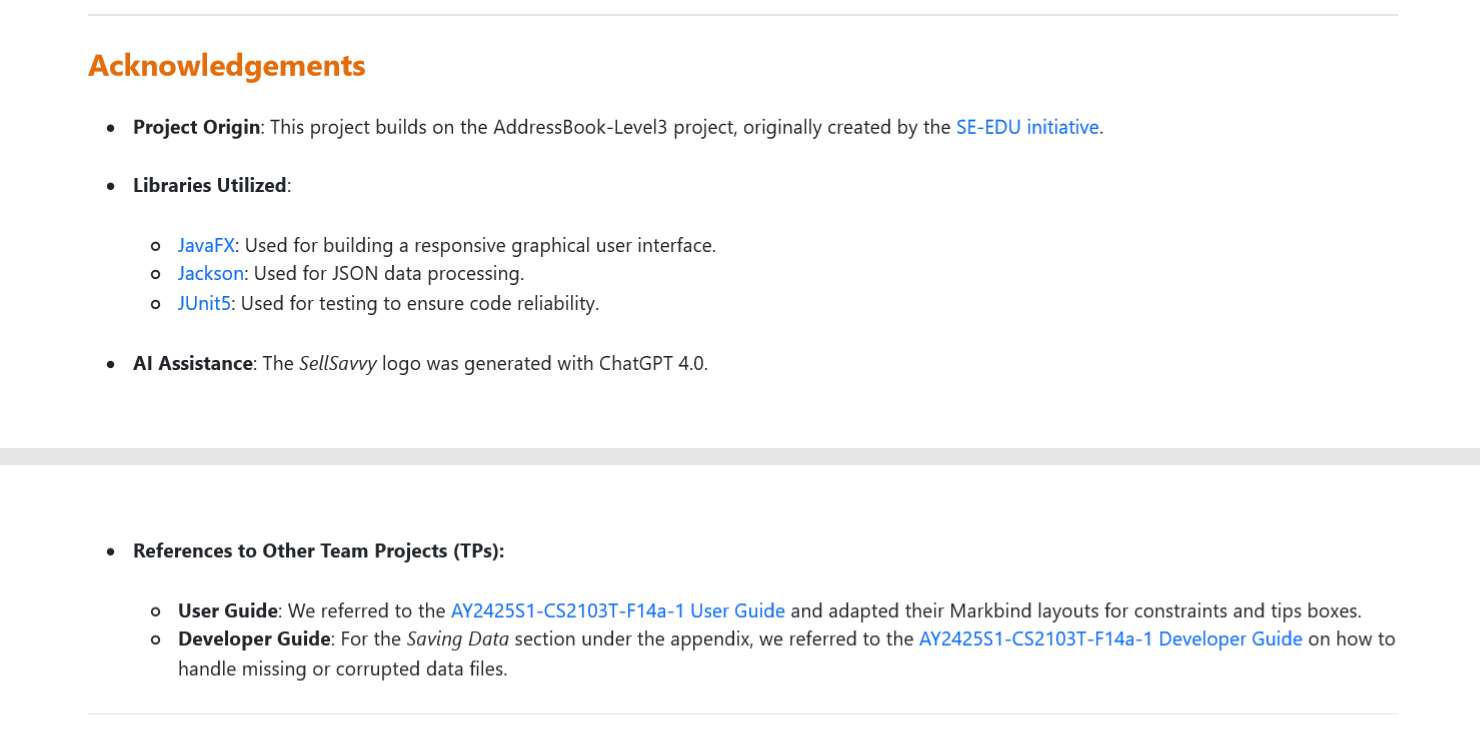 Acknowledgements
• Project Origin: This project builds on the AddressBook-Level3 project, originally created by the SE-EDU initiative.
• Libraries Utilized:
◦ JavaFX: Used for building a responsive graphical user interface.
◦ Jackson: Used for JSON data processing.
◦ JUnit5: Used for testing to ensure code reliability.
• AI Assistance: The SellSavvy logo was generated with ChatGPT 4.0.
• References to Other Team Projects (TPs):
◦ User Guide: We referred to the AY2425S1-CS2103T-F14a-1 User Guide and adapted their Markbind layouts for constraints and tips boxes.
◦ Developer Guide: For the Saving Data section under the appendix, we referred to the AY2425S1-CS2103T-F14a-1 Developer Guide on how to
handle missing or corrupted data files.